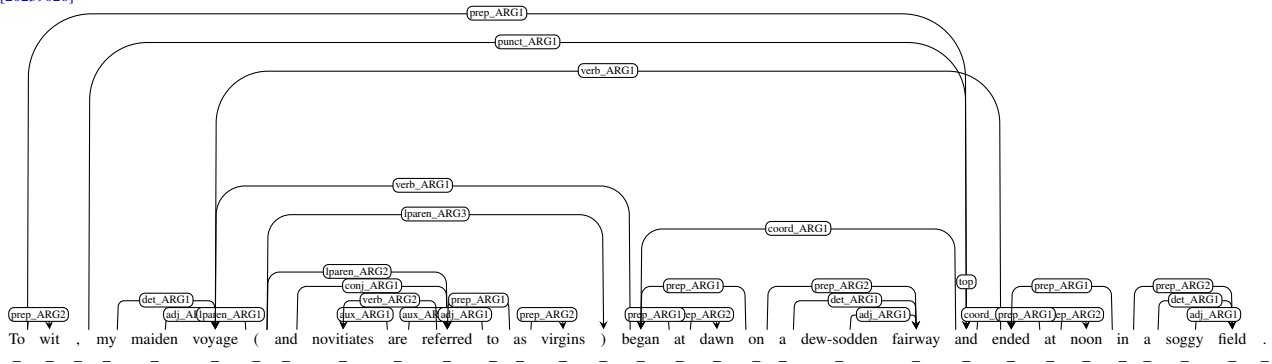 prep_ARG1
punct_ARG1
verb_ARG1
verb_ARG1
lparen_ARG3
coord_ARG1
lparen_ARG2
conj_ARG1 prep_ARG1 prep_ARG2 top prep_ARG1 prep_ARG2
det_ARG1 verb_ARG2 prep_ARG1 det_ARG1 det_ARG1
prep_ARG2 lparen_ARG1 aux_ARG1 adj_ARG1 prep_ARG2 prep_ARG1 adj_ARG1 prep_ARG1 adj_ARG1
To wit , my maiden voyage ( and novitiates are referred to as virgins ) began at dawn on a dew-sodden fairway and ended at noon in a soggy field .